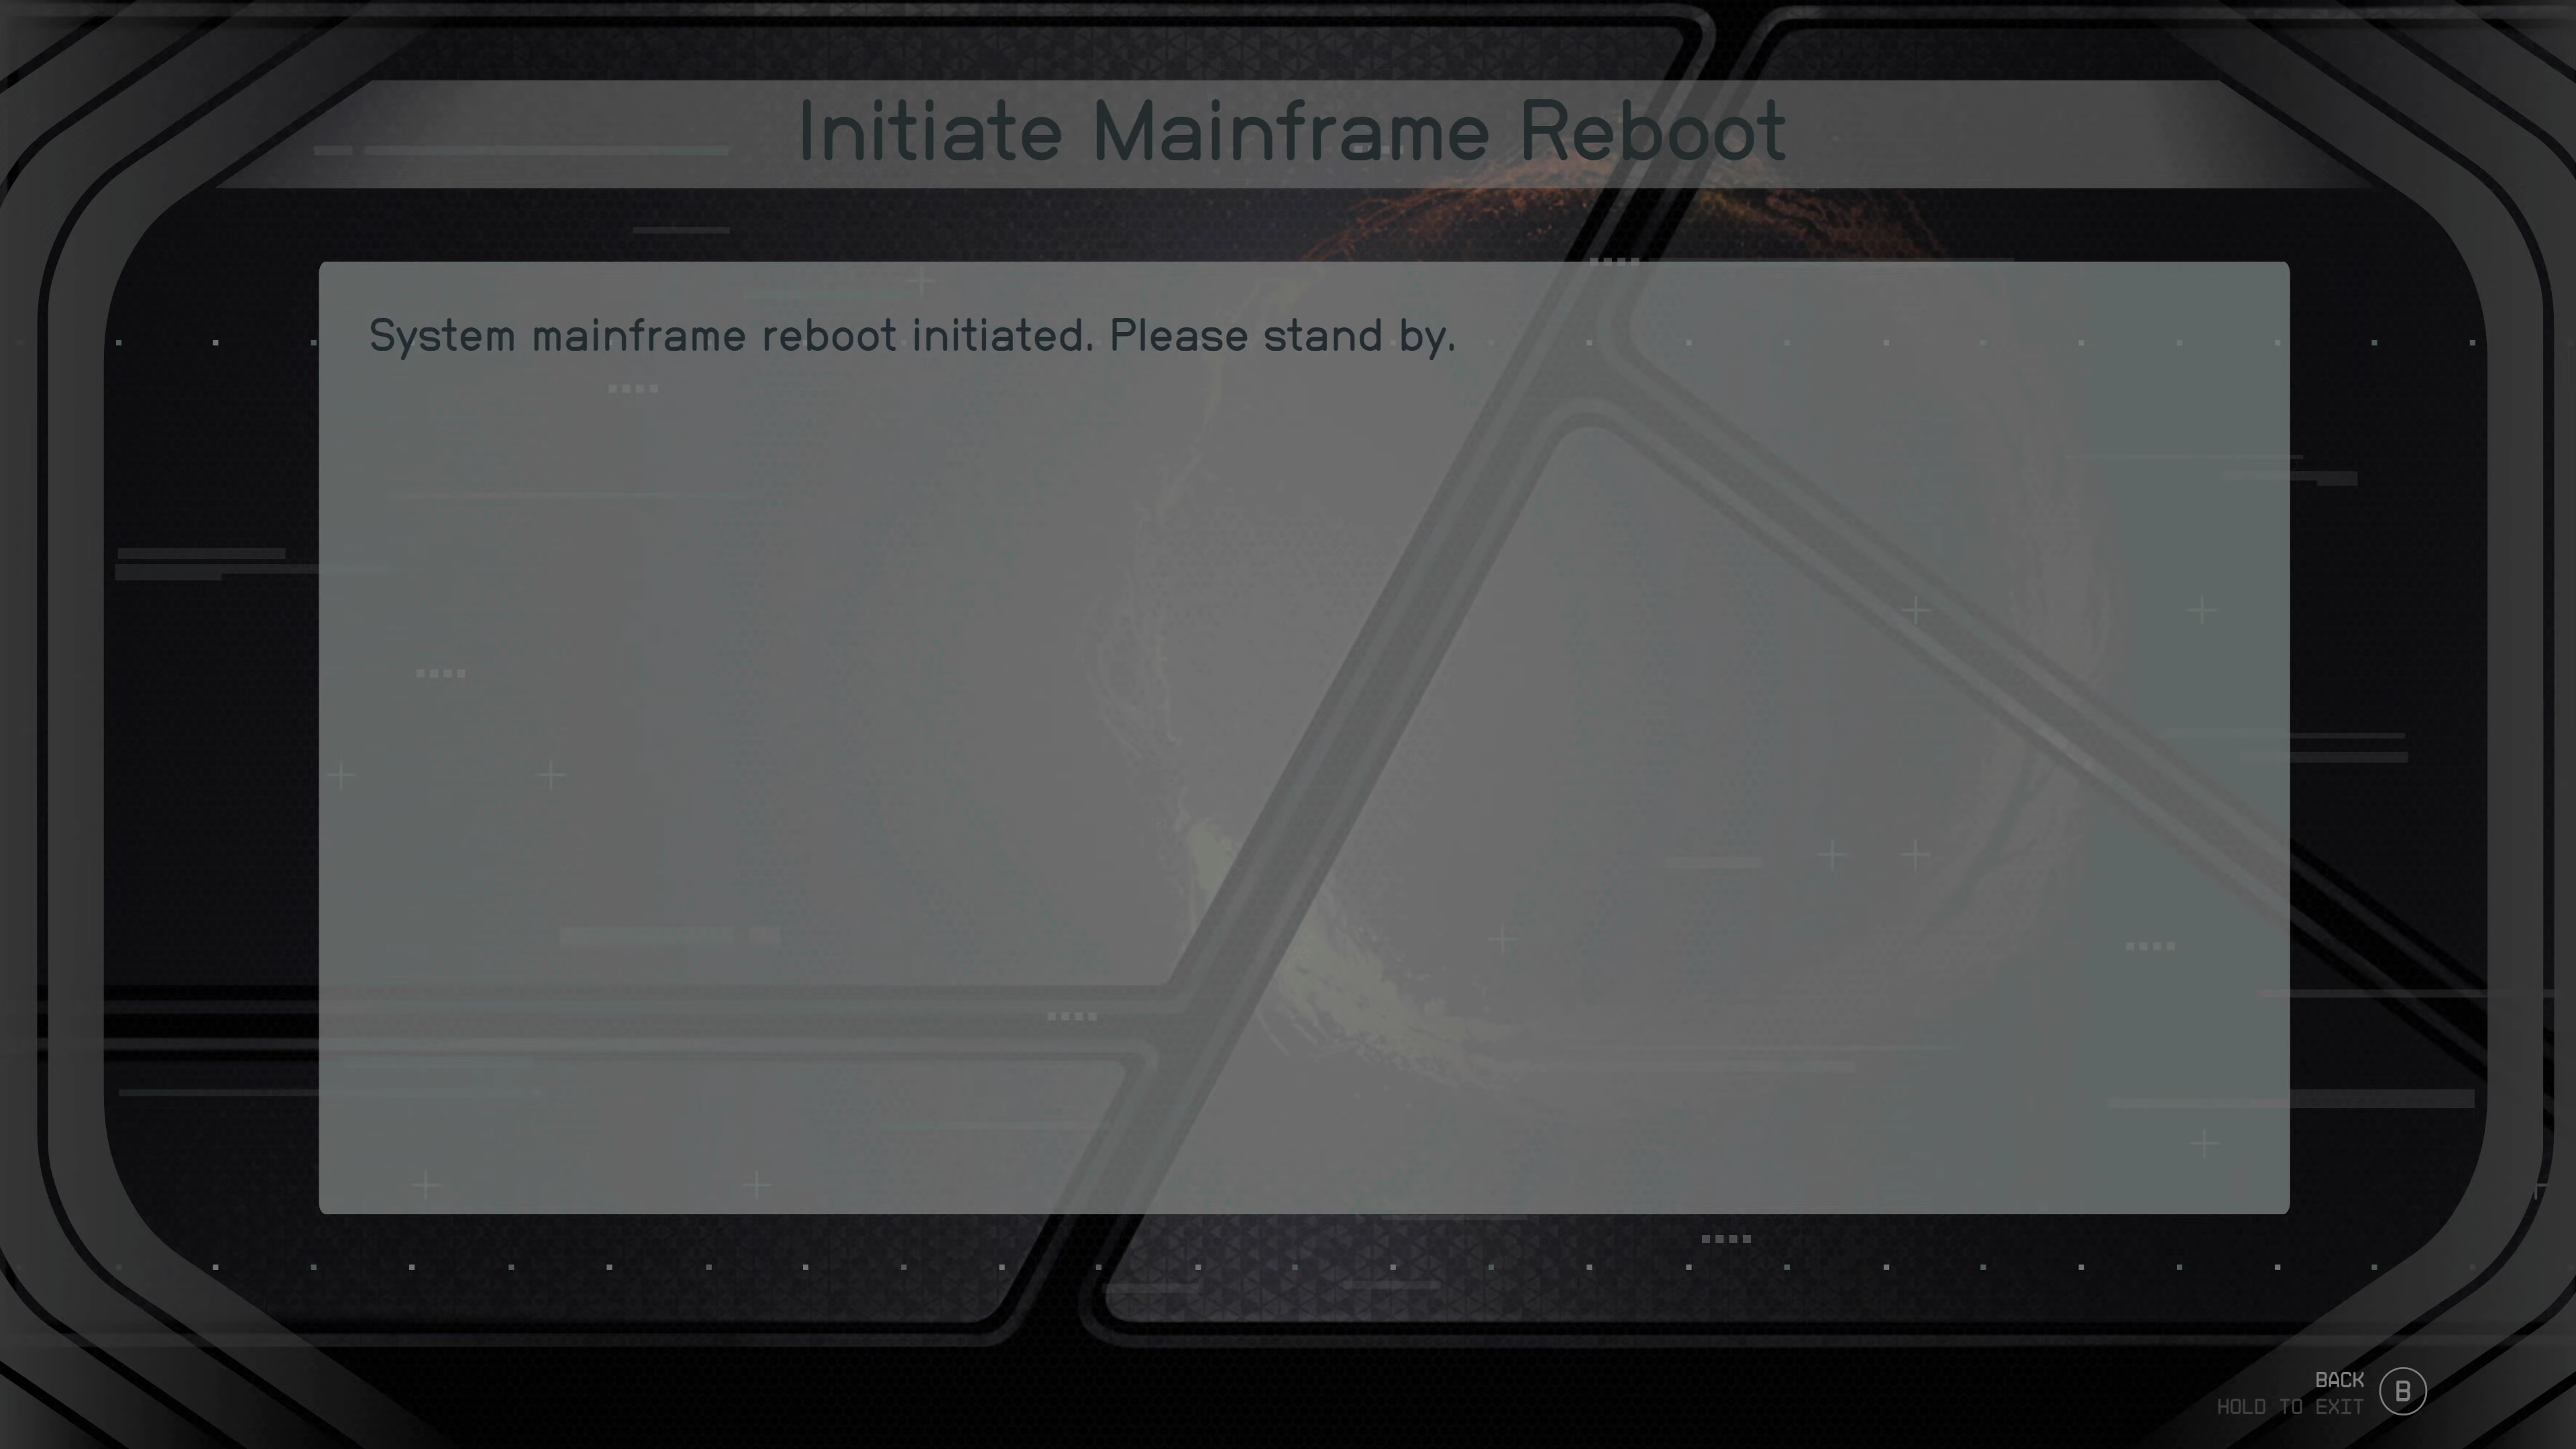 Initiate Mainframe Reboot
System mainframe reboot initiated. Please stand by.
BACK
HOLD TO EXIT
B